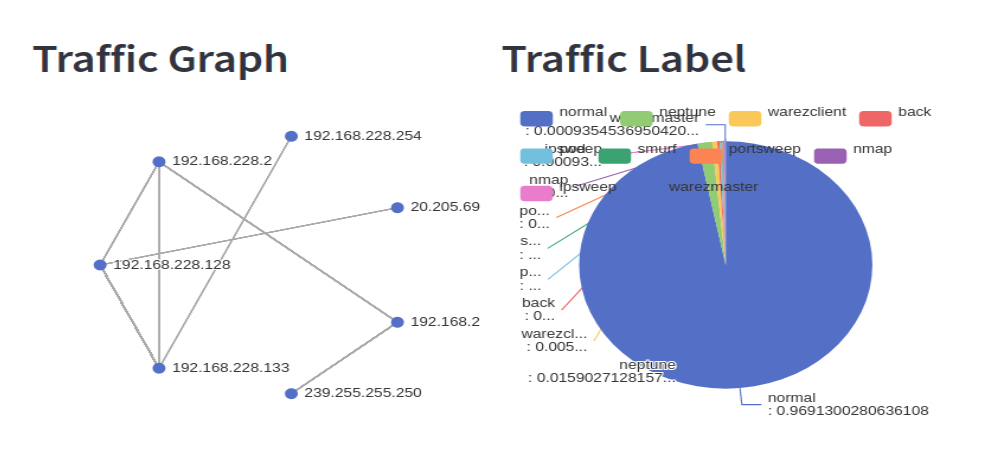 Traffic Graph
192.168.228.254
192.168.228.2
20.205.69
192.168.228.128
192.168.2
192.168.228.133
239.255.255.250
Traffic Label
normal
neptune
warezclient
back
warezmaster
: 0.0009354536950420...
pod
smurf
portsweep
nmap
ipsweep
: 0.00093...
nmap
ipsweep
warezmaster
po...
: 0...
s...
: ...
p...
: ...
back
: 0...
warezcl...
: 0.005...
neptune
: 0.0159027128157...
normal
: 0.9691300280636108